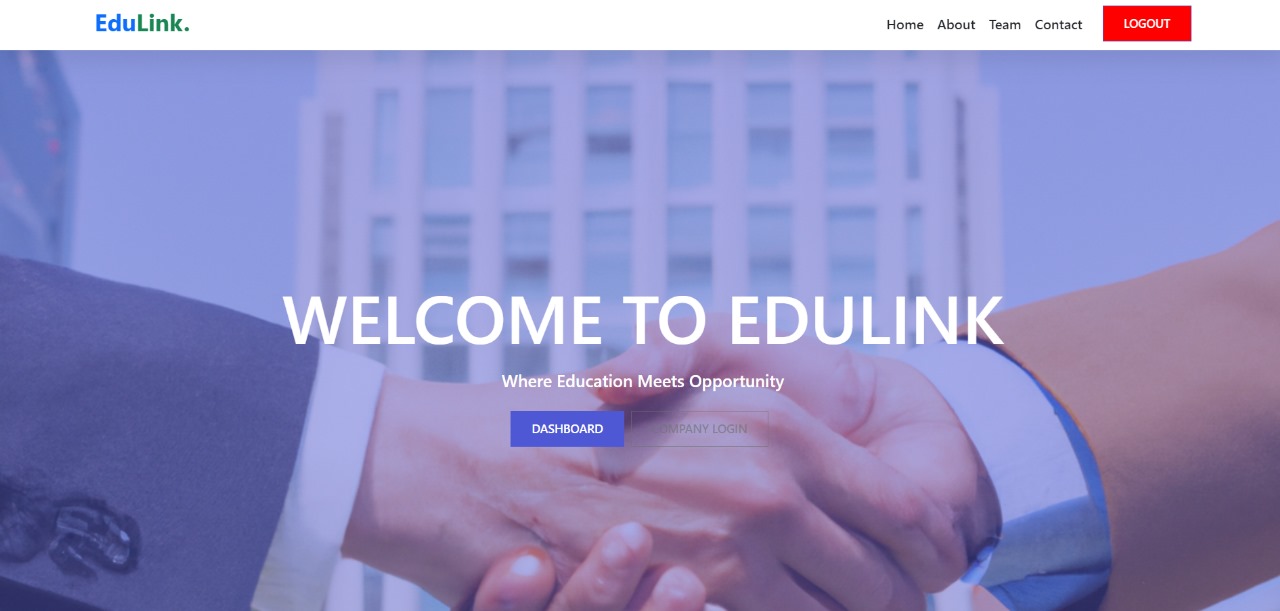 EduLink.
Home About Team Contact LOGOUT
WELCOME TO EDULINK
Where Education Meets Opportunity
DASHBOARD COMPANY LOGIN